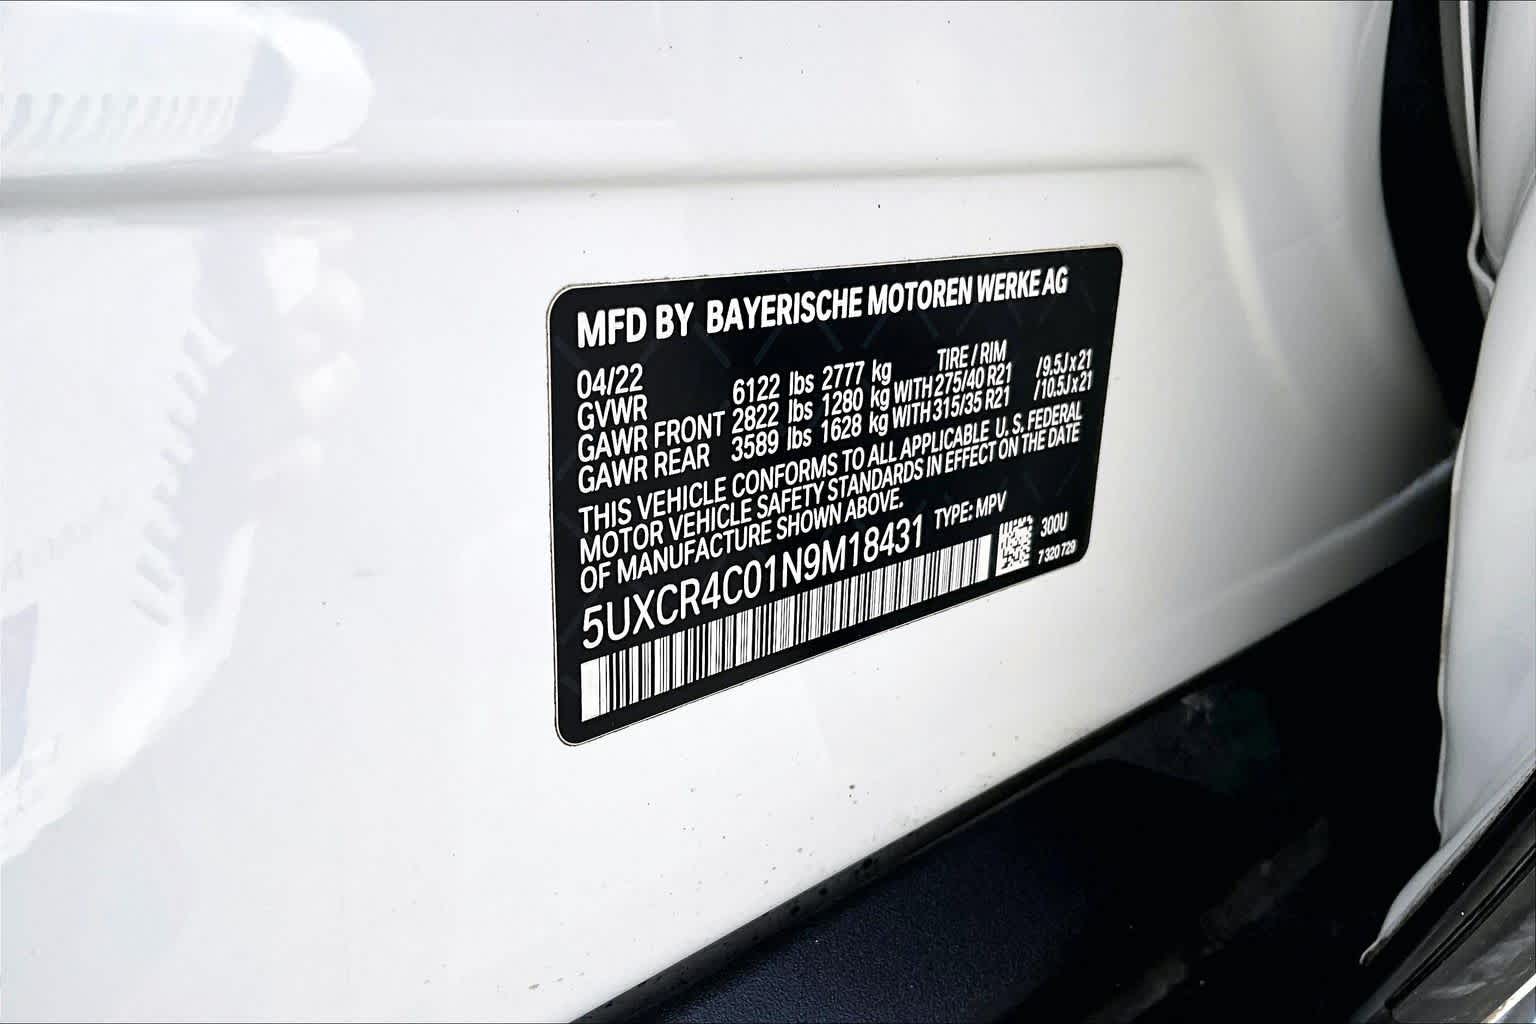 MFD BY BAYERISCHE MOTOREN WERKE AG
04/22 TIRE / RIM
GVWR 6122 lbs 2777 kg
GAWR FRONT 2822 lbs 1280 kg WITH 275/40 R21 /9.5J x 21
GAWR REAR 3589 lbs 1628 kg WITH 315/35 R21 /10.5J x 21
THIS VEHICLE CONFORMS TO ALL APPLICABLE U. S. FEDERAL
MOTOR VEHICLE SAFETY STANDARDS IN EFFECT ON THE DATE
OF MANUFACTURE SHOWN ABOVE.
5UXCR4C01N9M18431 TYPE: MPV
300U
7 320 729